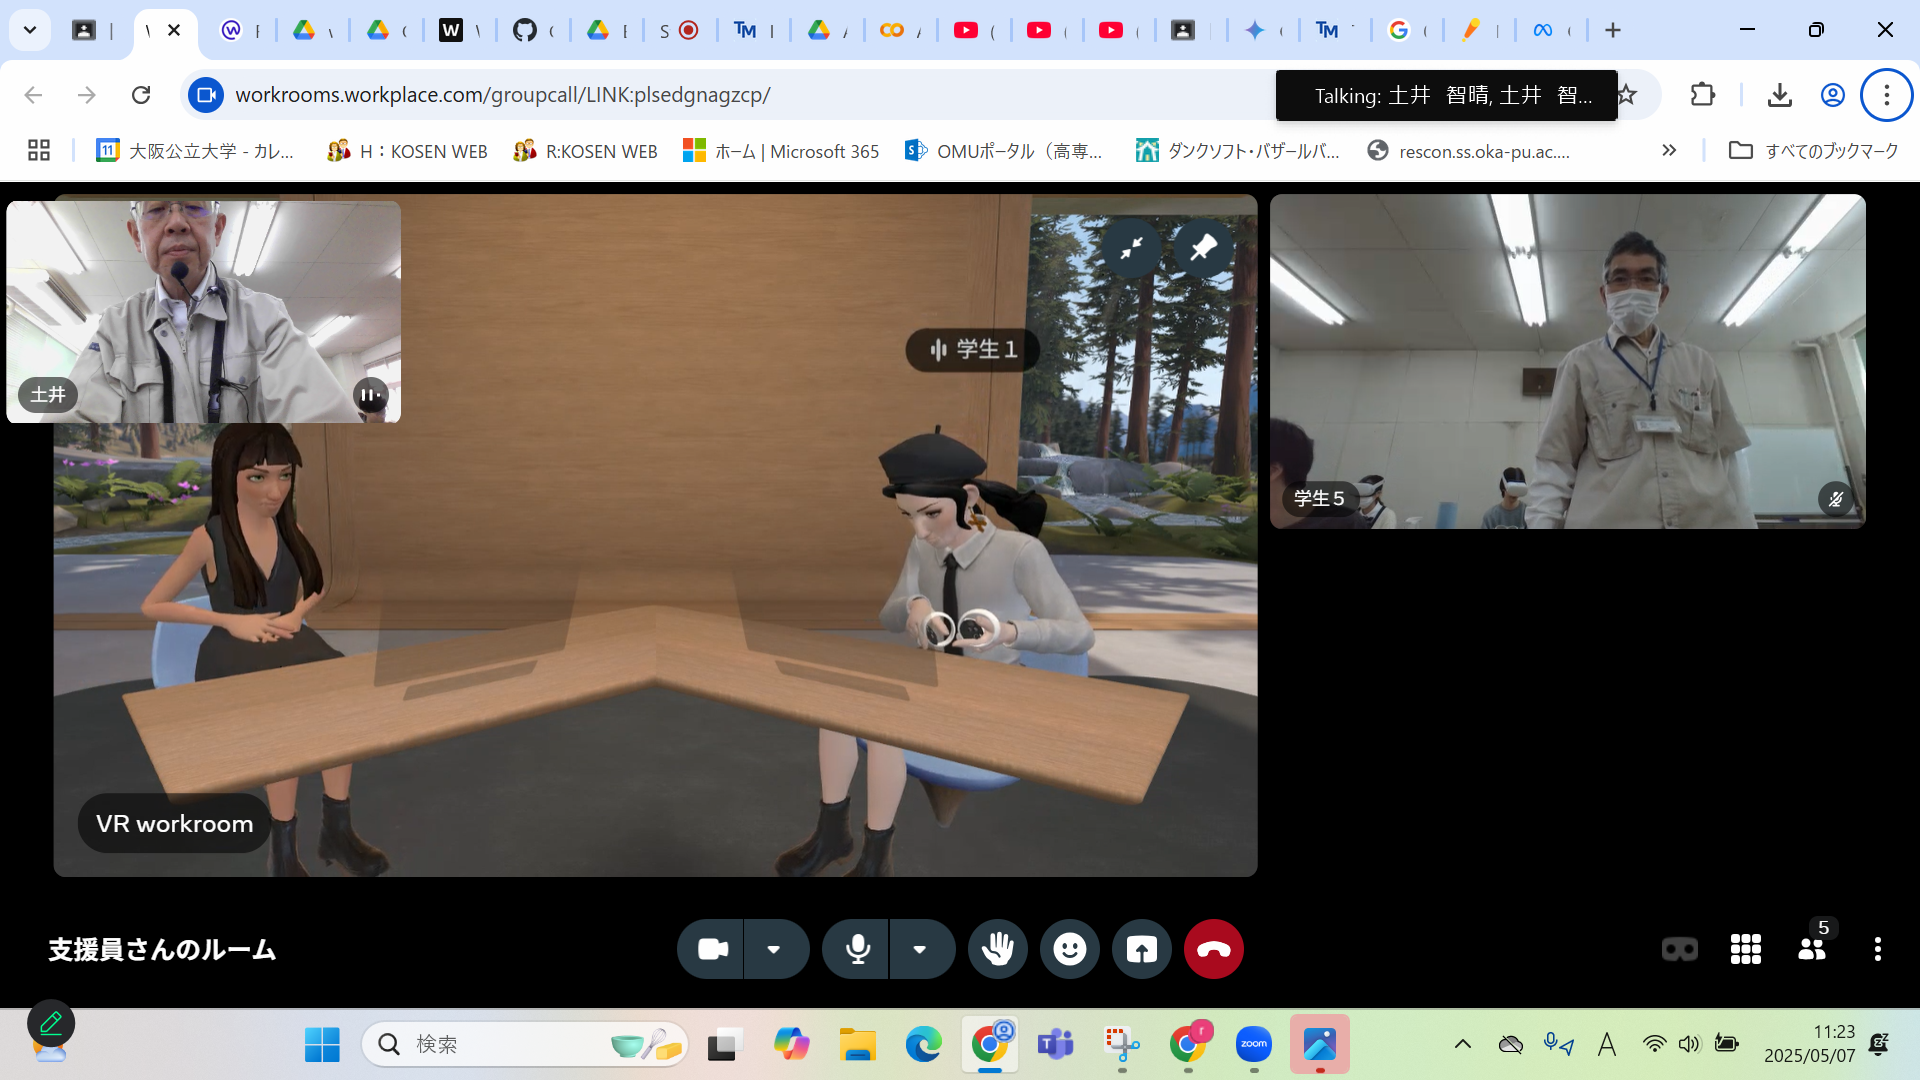 workrooms.workplace.com/groupcall/LINK:plsedgnagzcp/
Talking: 土井 智晴, 土井 智...
大阪公立大学 - カレ...
H：KOSEN WEB
R:KOSEN WEB
ホーム | Microsoft 365
OMUポータル（高専...
ダンクソフト・バザールバ...
rescon.ss.oka-pu.ac....
すべてのブックマーク
土井
学生１
学生５
VR workroom
支援員さんのルーム
5
検索
zoom
A
11:23
2025/05/07